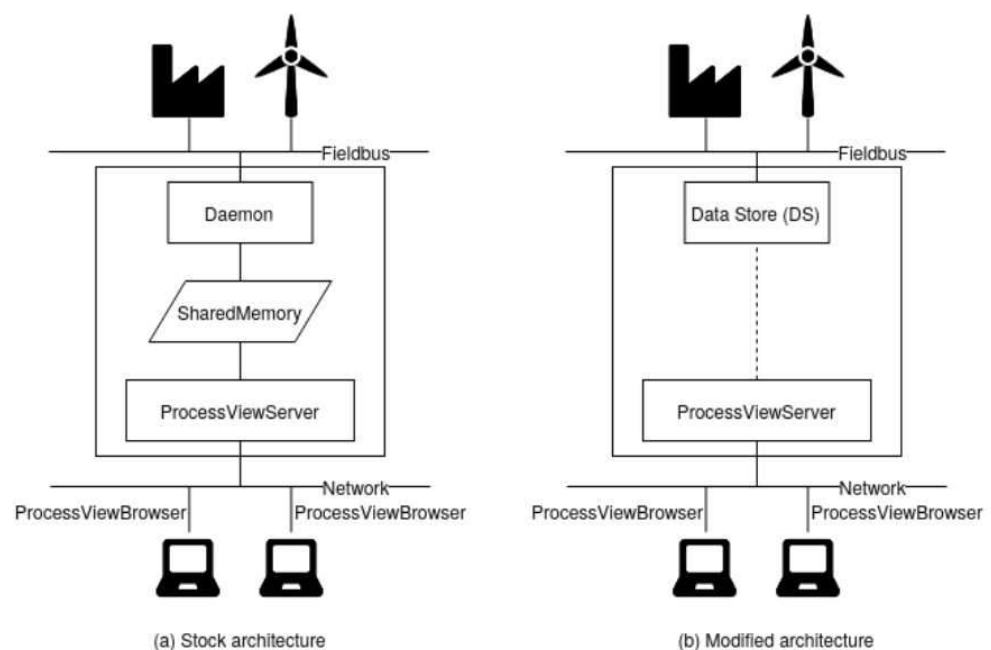 Fieldbus
Daemon
SharedMemory
ProcessViewServer
Network
ProcessViewBrowser
ProcessViewBrowser
(a) Stock architecture
Fieldbus
Data Store (DS)
ProcessViewServer
Network
ProcessViewBrowser
ProcessViewBrowser
(b) Modified architecture